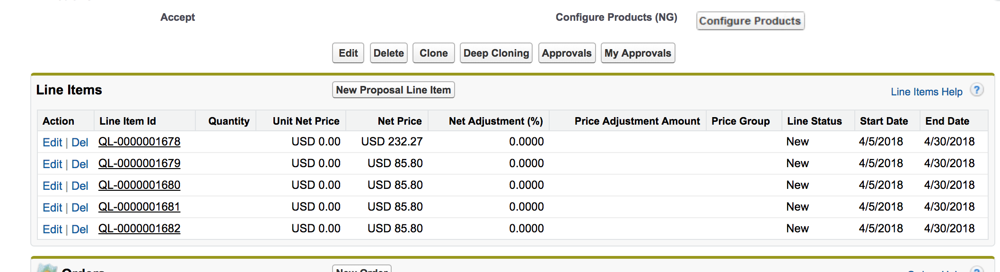 Accept Configure Products (NG) Configure Products
Edit Delete Clone Deep Cloning Approvals My Approvals
Line Items New Proposal Line Item Line Items Help ?
Action Line Item Id Quantity Unit Net Price Net Price Net Adjustment (%) Price Adjustment Amount Price Group Line Status Start Date End Date
Edit | Del QL-0000001678 USD 0.00 USD 232.27 0.0000 New 4/5/2018 4/30/2018
Edit | Del QL-0000001679 USD 0.00 USD 85.80 0.0000 New 4/5/2018 4/30/2018
Edit | Del QL-0000001680 USD 0.00 USD 85.80 0.0000 New 4/5/2018 4/30/2018
Edit | Del QL-0000001681 USD 0.00 USD 85.80 0.0000 New 4/5/2018 4/30/2018
Edit | Del QL-0000001682 USD 0.00 USD 85.80 0.0000 New 4/5/2018 4/30/2018
Orders New Order